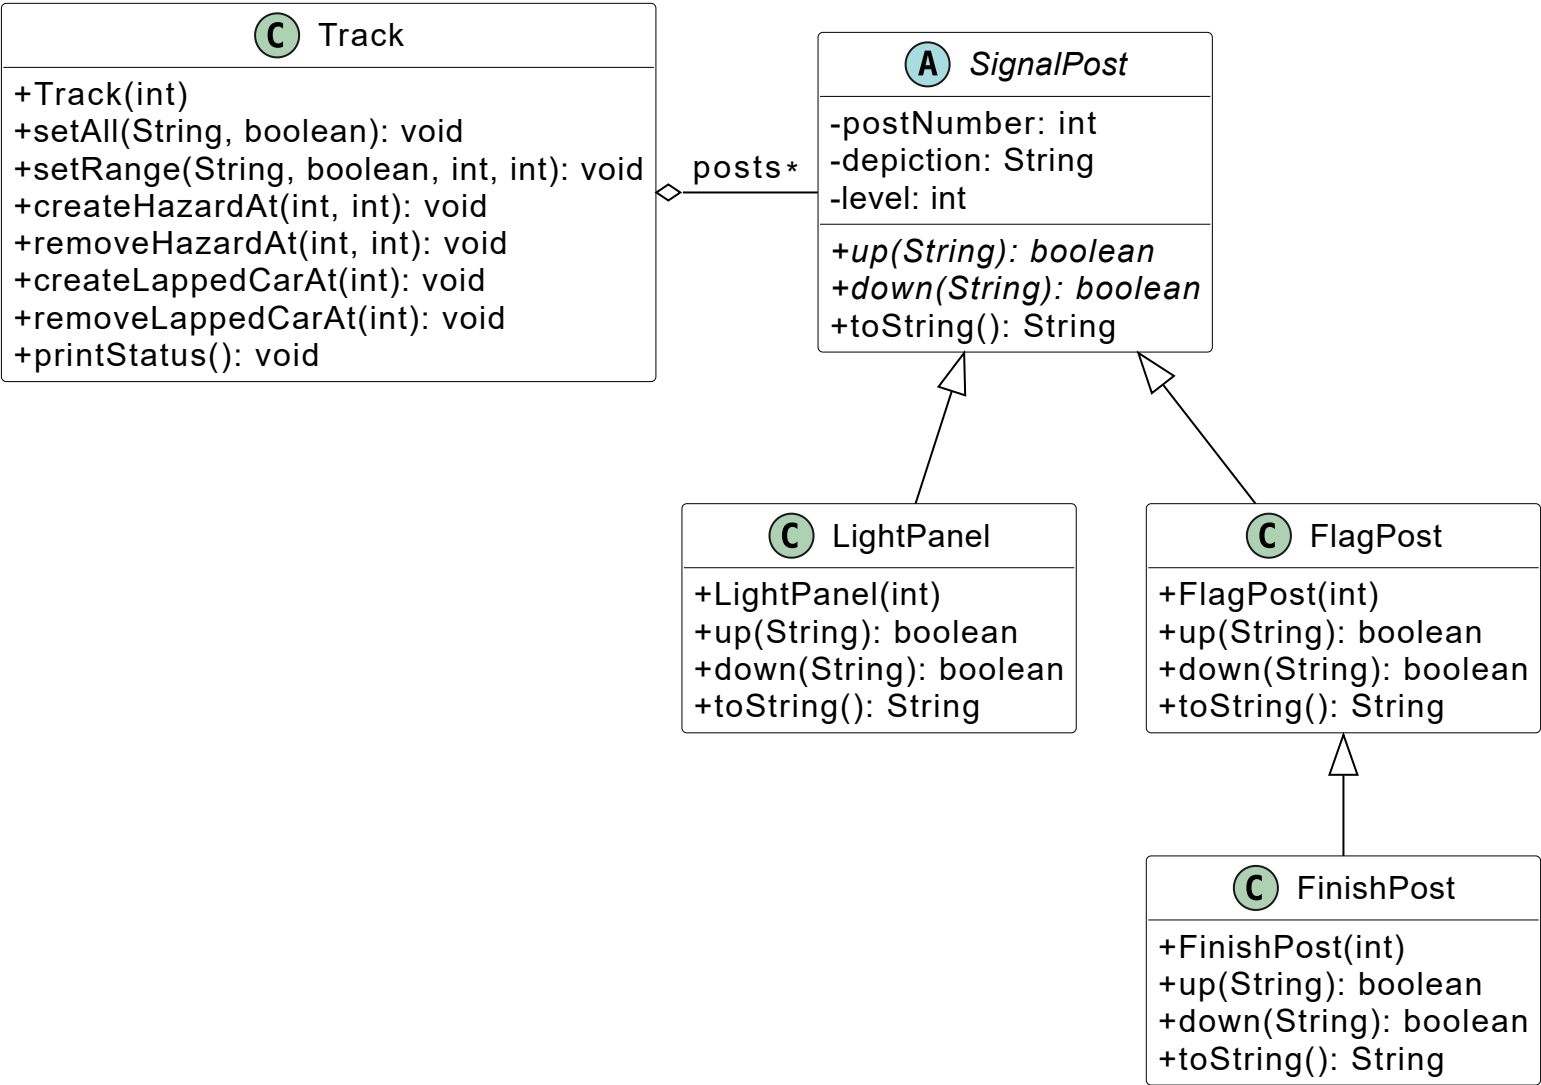 C Track
+Track(int)
+setAll(String, boolean): void
+setRange(String, boolean, int, int): void
+createHazardAt(int, int): void
+removeHazardAt(int, int): void
+createLappedCarAt(int): void
+removeLappedCarAt(int): void
+printStatus(): void
posts *
A SignalPost
-postNumber: int
-depiction: String
-level: int
+up(String): boolean
+down(String): boolean
+toString(): String
C LightPanel
+LightPanel(int)
+up(String): boolean
+down(String): boolean
+toString(): String
C FlagPost
+FlagPost(int)
+up(String): boolean
+down(String): boolean
+toString(): String
C FinishPost
+FinishPost(int)
+up(String): boolean
+down(String): boolean
+toString(): String